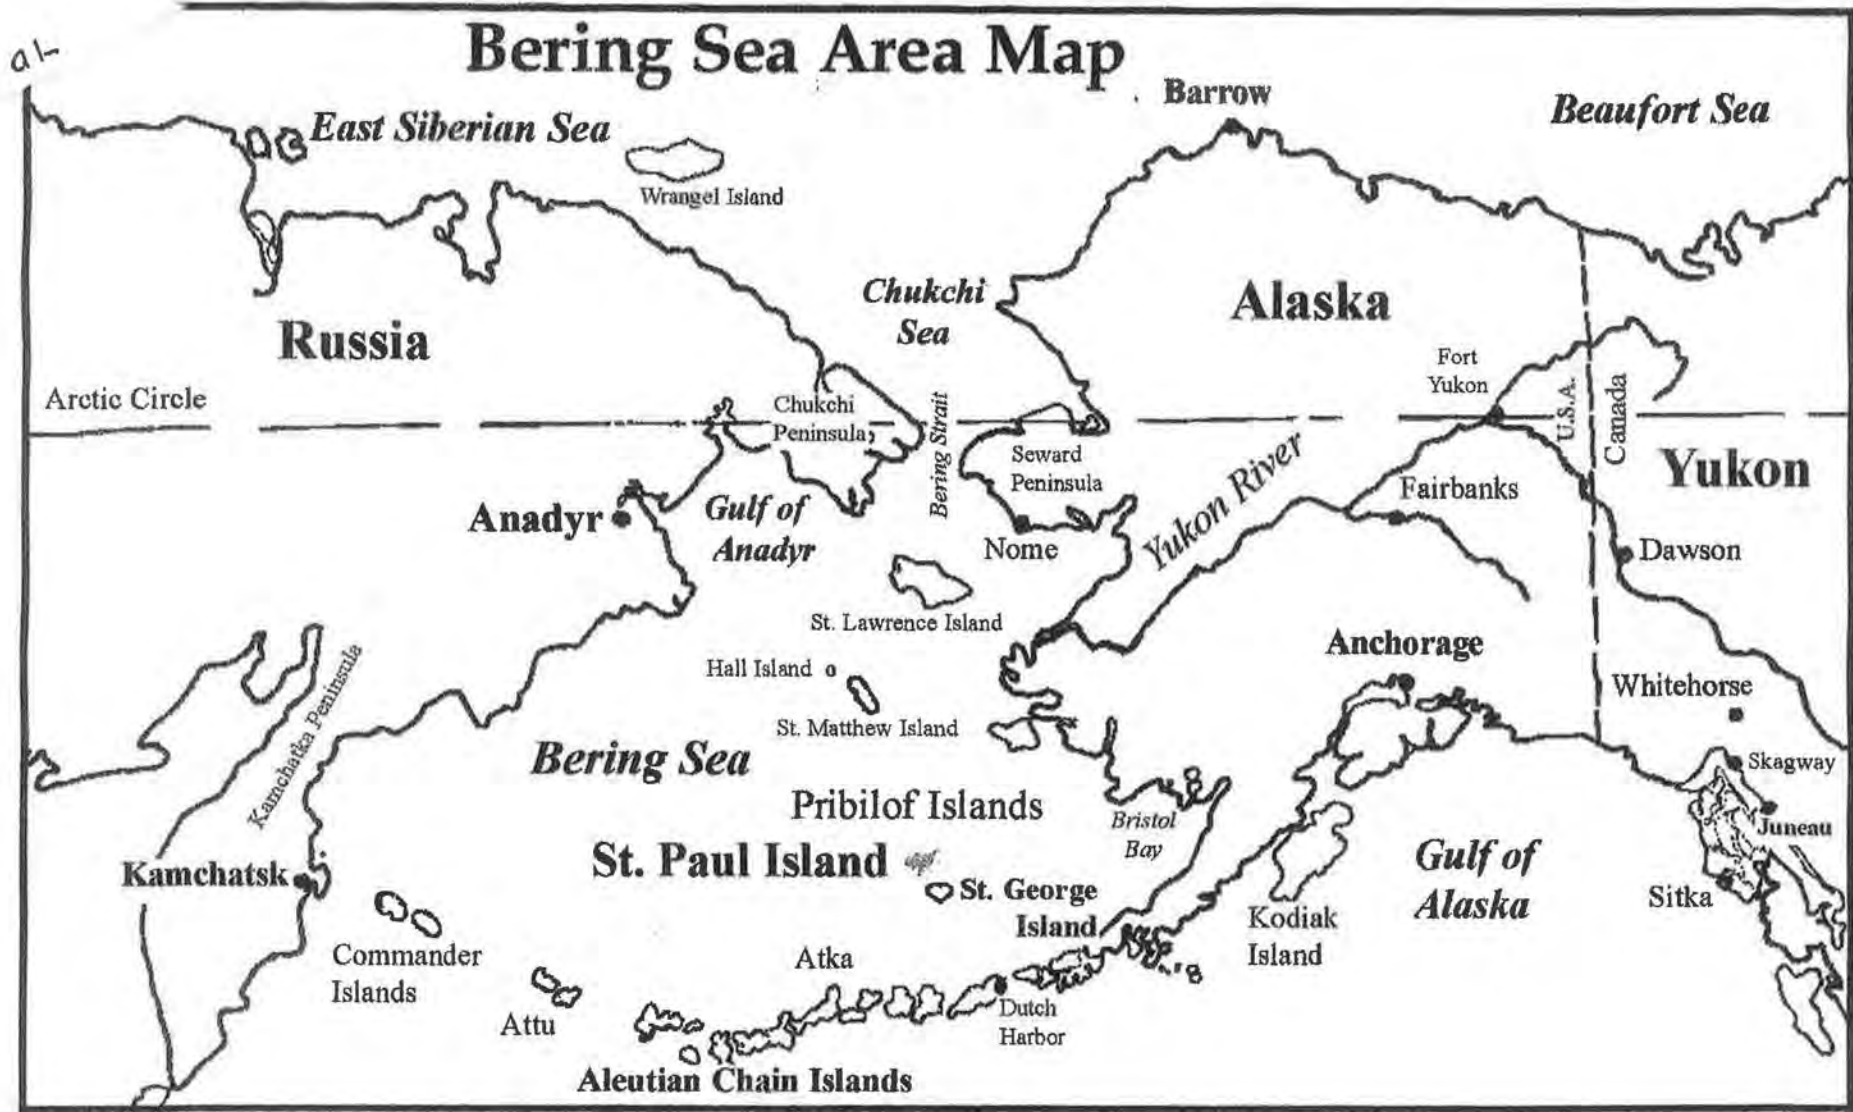 Bering Sea Area Map
Barrow
Beaufort Sea
East Siberian Sea
Wrangel Island
Chukchi
Sea
Alaska
Russia
Fort
Yukon
U.S.A.
Canada
Arctic Circle
Chukchi
Peninsula
Bering Strait
Seward
Peninsula
Yukon River
Yukon
Fairbanks
Anadyr
Gulf of
Anadyr
Nome
Dawson
St. Lawrence Island
Kamchatka Peninsula
Hall Island
Anchorage
St. Matthew Island
Whitehorse
Bering Sea
Skagway
Pribilof Islands
Bristol
Bay
Juneau
St. Paul Island
Gulf of
Alaska
Kamchatsk
St. George
Island
Sitka
Kodiak
Island
Commander
Islands
Atka
Attu
Dutch
Harbor
Aleutian Chain Islands